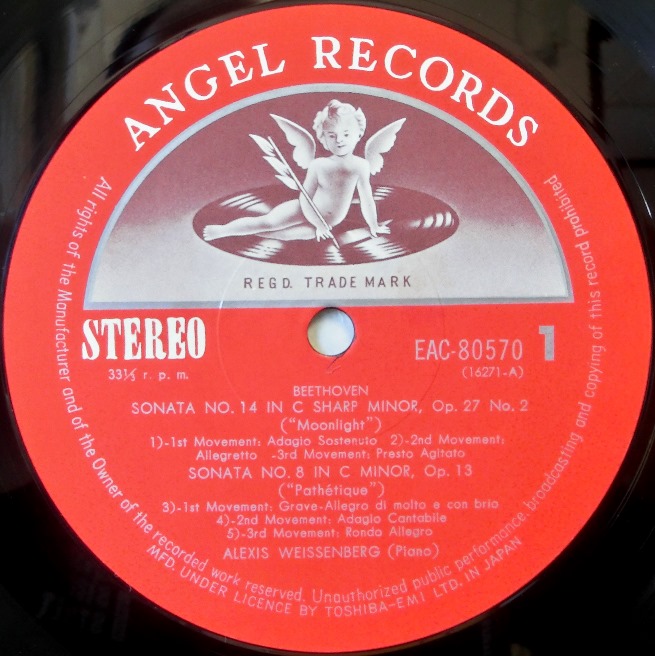 ANGEL RECORDS
REGD. TRADE MARK
STEREO
33⅓ r. p. m.
EAC-80570 1
(16271-A)
BEETHOVEN
SONATA NO. 14 IN C SHARP MINOR, Op. 27 No. 2
("Moonlight")
1)-1st Movement: Adagio Sostenuto 2)-2nd Movement:
Allegretto -3rd Movement: Presto Agitato
SONATA NO. 8 IN C MINOR, Op. 13
("Pathétique")
3)-1st Movement: Grave-Allegro di molto e con brio
4)-2nd Movement: Adagio Cantabile
5)-3rd Movement: Rondo Allegro
ALEXIS WEISSENBERG (Piano)
All rights of the Manufacturer and of the Owner of the recorded work reserved. Unauthorized public performance, broadcasting and copying of this record prohibited
MFD. UNDER LICENCE BY TOSHIBA-EMI LTD. IN JAPAN